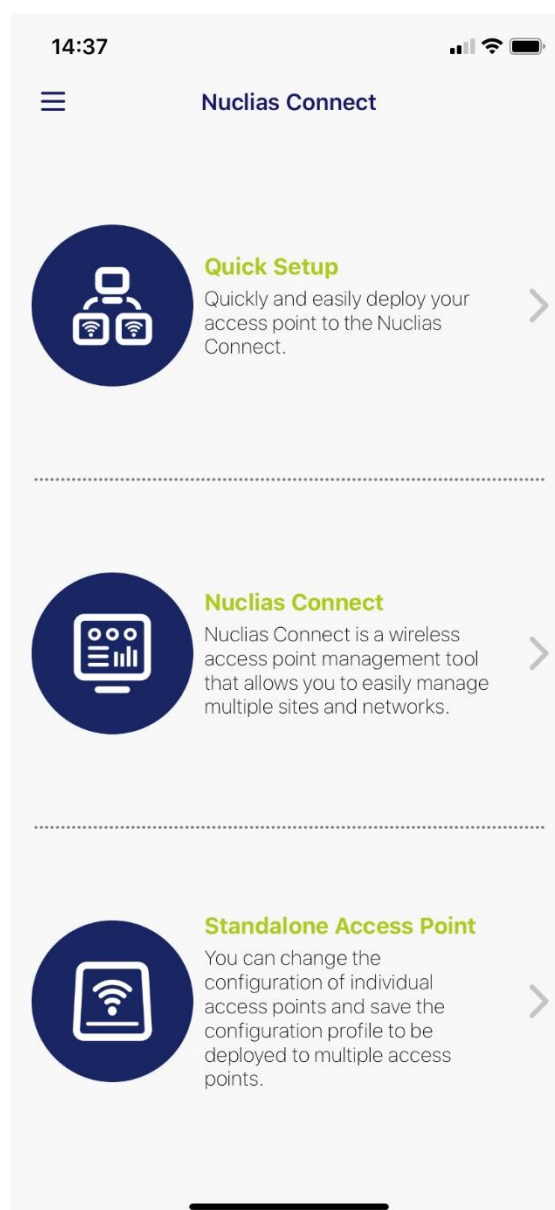 14:37
Nuclias Connect
Quick Setup
Quickly and easily deploy your
access point to the Nuclias
Connect.
Nuclias Connect
Nuclias Connect is a wireless
access point management tool
that allows you to easily manage
multiple sites and networks.
Standalone Access Point
You can change the
configuration of individual
access points and save the
configuration profile to be
deployed to multiple access
points.